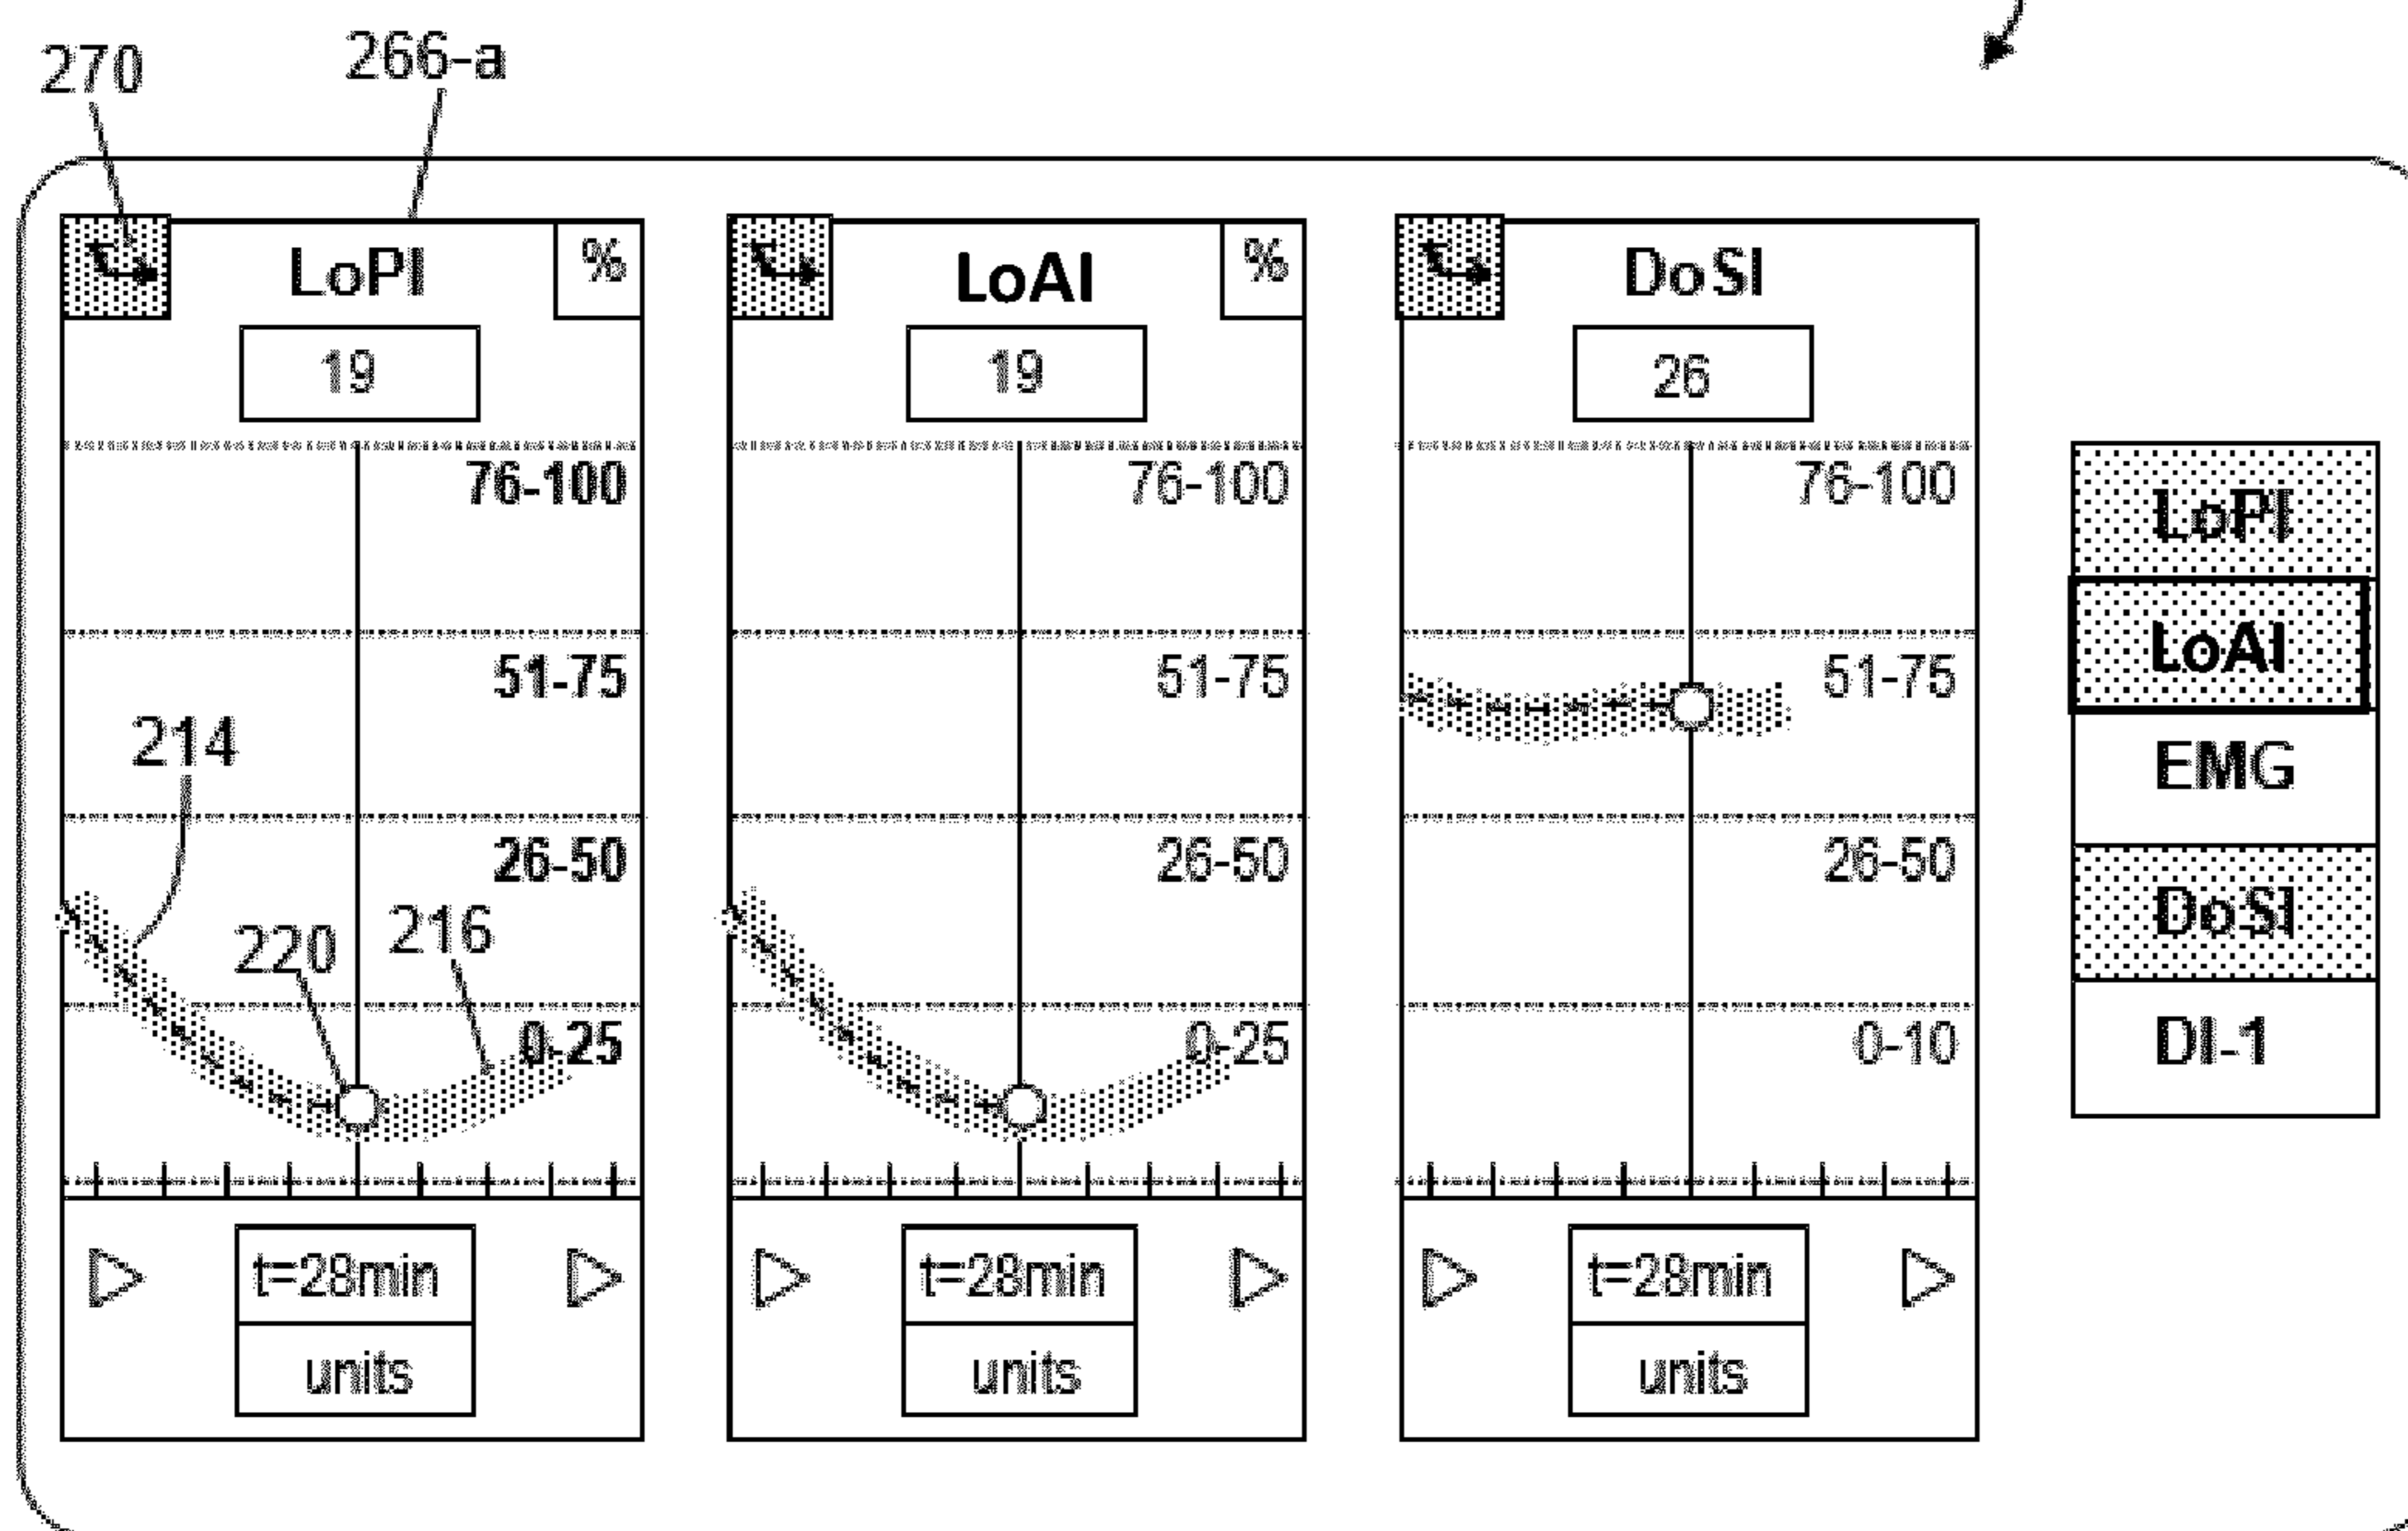 270
266-a
LoPI
%
19
76-100
51-75
214
26-50
220
216
0-25
t=28min
units
LoAI
%
19
76-100
51-75
26-50
0-25
t=28min
units
DoSI
26
76-100
51-75
26-50
0-10
t=28min
units
LoPI
LoAI
EMG
DoSI
DI-1